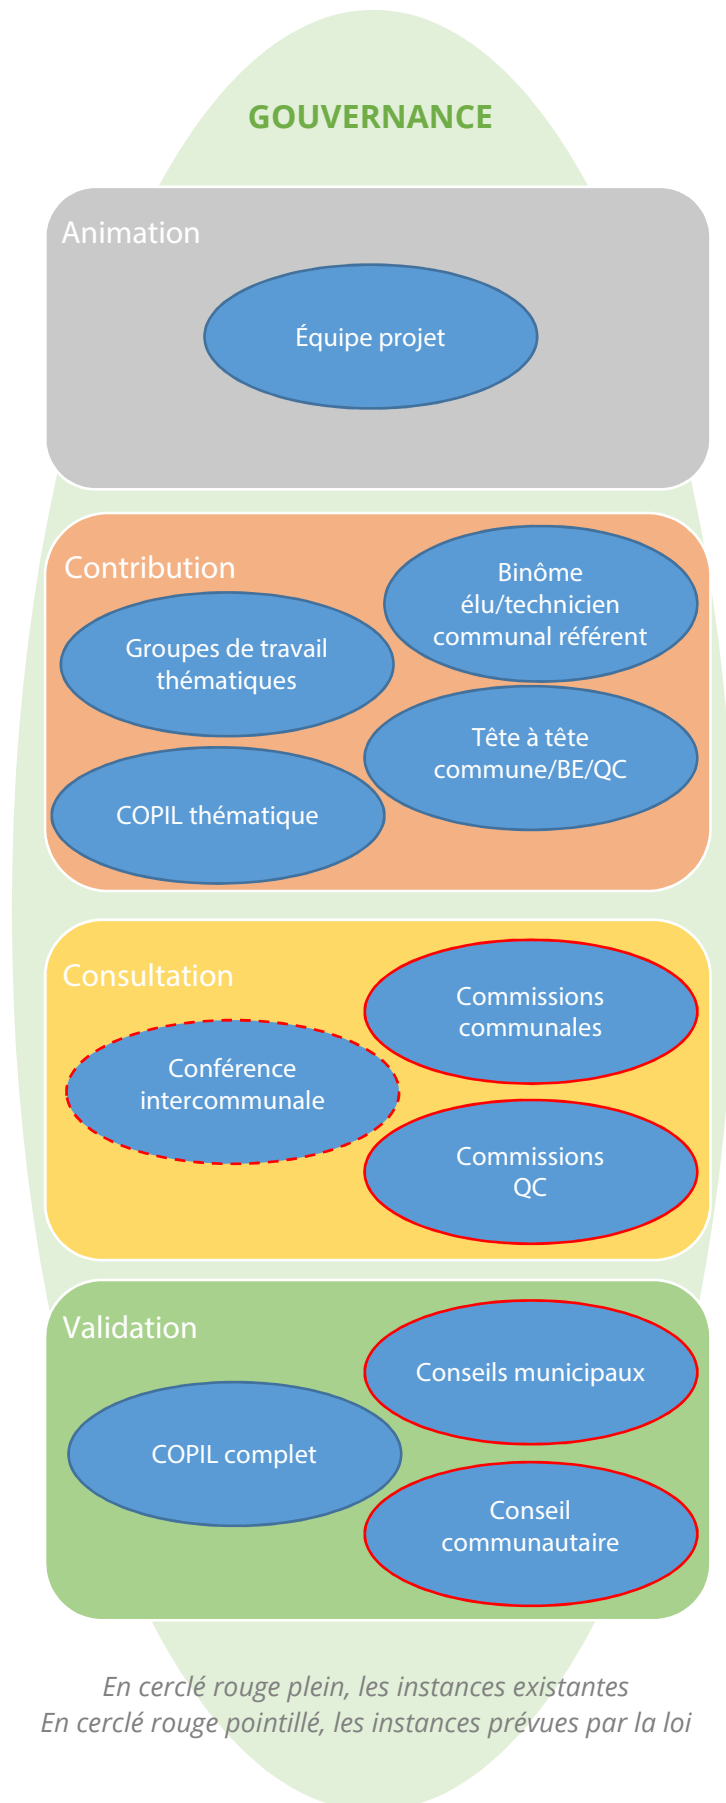 GOUVERNANCE
Animation
Équipe projet
Contribution
Binôme
élu/technicien
communal référent
Groupes de travail
thématiques
Tête à tête
commune/BE/QC
COPIL thématique
Consultation
Commissions
communales
Conférence
intercommunale
Commissions
QC
Validation
Conseils municipaux
COPIL complet
Conseil
communautaire
En cerclé rouge plein, les instances existantes
En cerclé rouge pointillé, les instances prévues par la loi